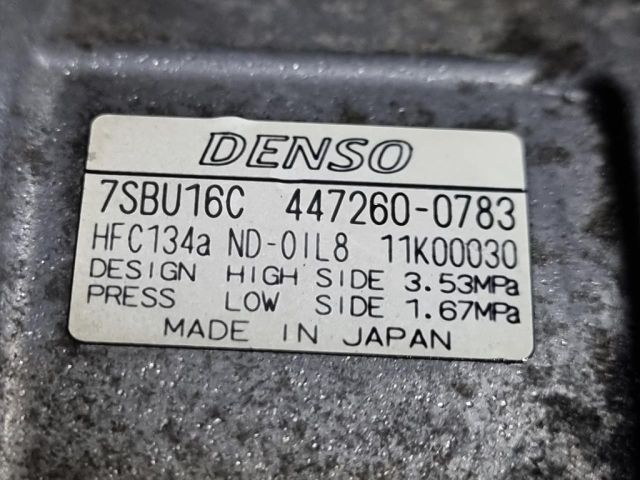 DENSO
7SBU16C 447260-0783
HFC134a ND-OIL8 11K00030
DESIGN HIGH SIDE 3.53MPa
PRESS LOW SIDE 1.67MPa
MADE IN JAPAN